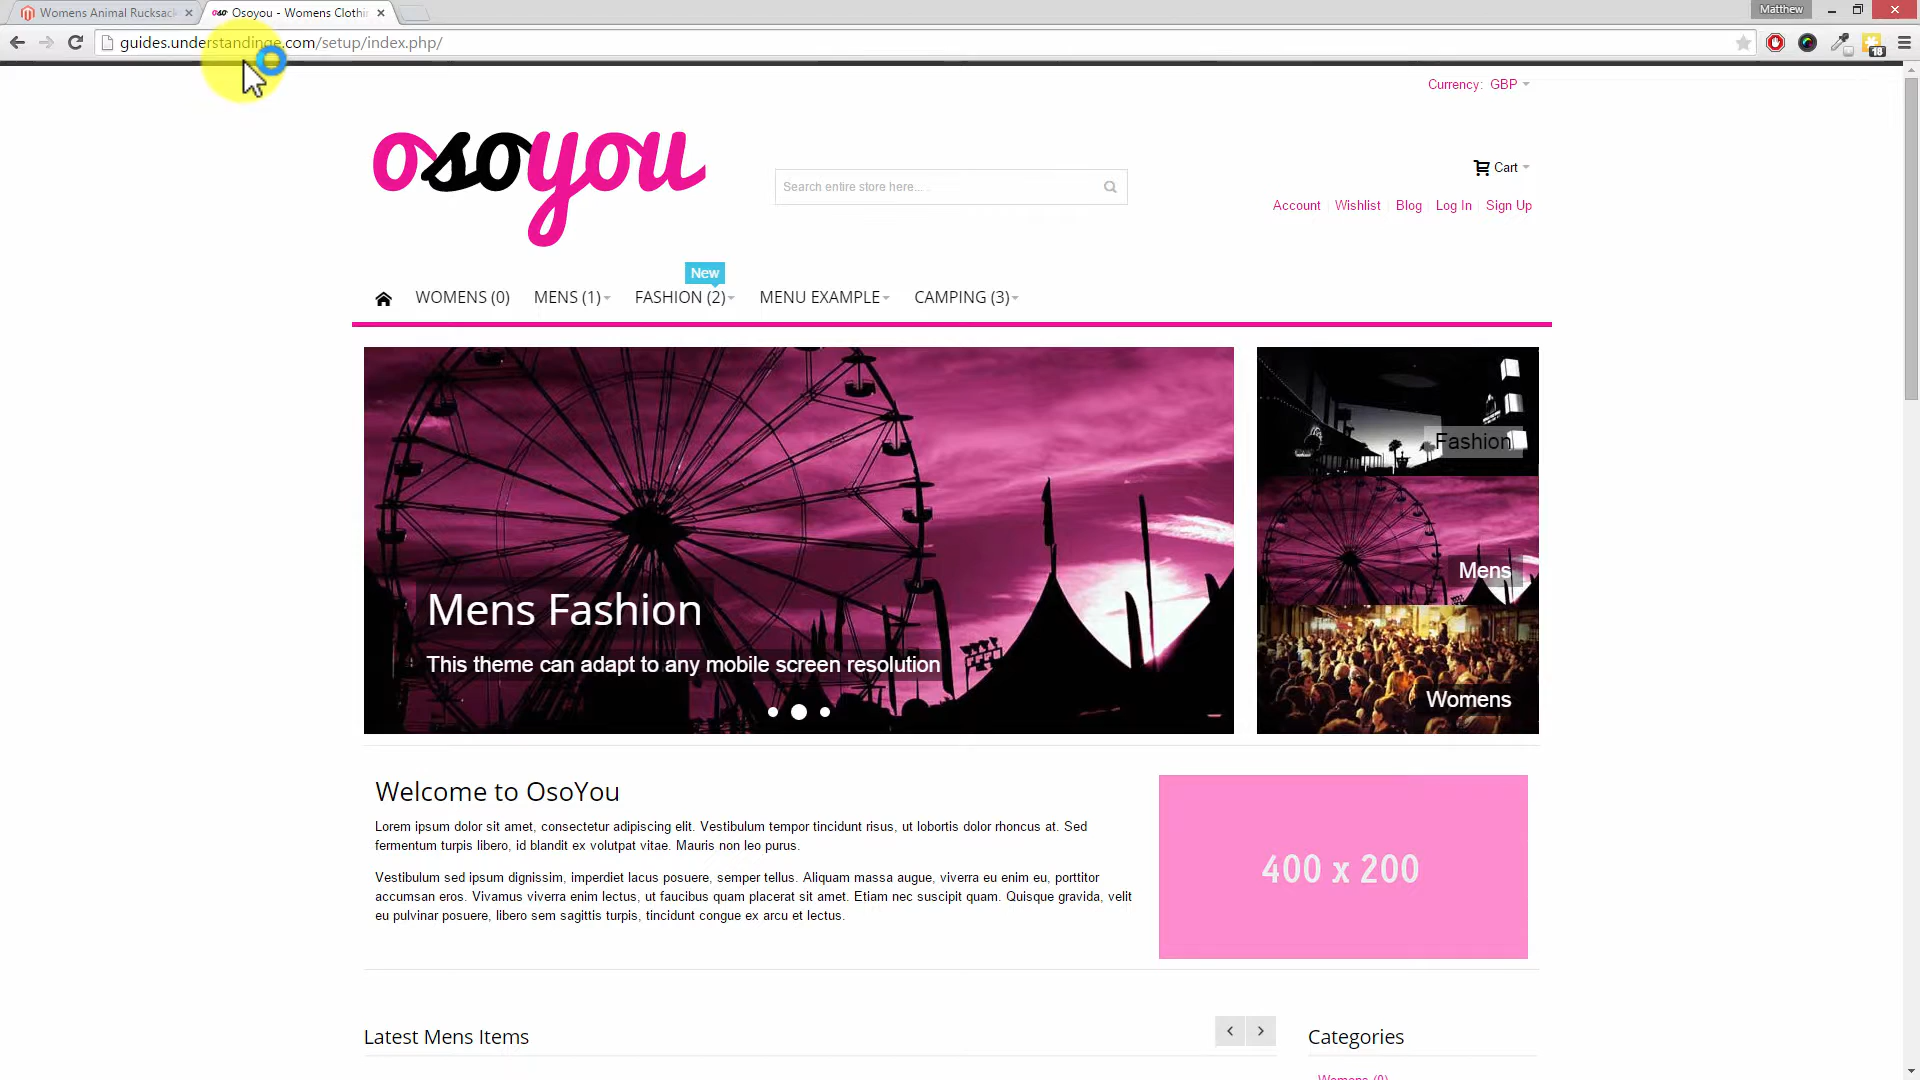 Womens Animal Rucksack
oso Osoyou - Womens Clothin
Matthew
guides.understandinge.com/setup/index.php/
18
Currency: GBP
osoyou
Search entire store here...
Cart
Account Wishlist Blog Log In Sign Up
New
WOMENS (0) MENS (1) FASHION (2) MENU EXAMPLE CAMPING (3)
Mens Fashion
This theme can adapt to any mobile screen resolution
Fashion
Mens
Womens
Welcome to OsoYou
Lorem ipsum dolor sit amet, consectetur adipiscing elit. Vestibulum tempor tincidunt risus, ut lobortis dolor rhoncus at. Sed
fermentum turpis libero, id blandit ex volutpat vitae. Mauris non leo purus.
Vestibulum sed ipsum dignissim, imperdiet lacus posuere, semper tellus. Aliquam massa augue, viverra eu enim eu, porttitor
accumsan eros. Vivamus viverra enim lectus, ut faucibus quam placerat sit amet. Etiam nec suscipit quam. Quisque gravida, velit
eu pulvinar posuere, libero sem sagittis turpis, tincidunt congue ex arcu et lectus.
400 x 200
Latest Mens Items
Categories
Womens (0)